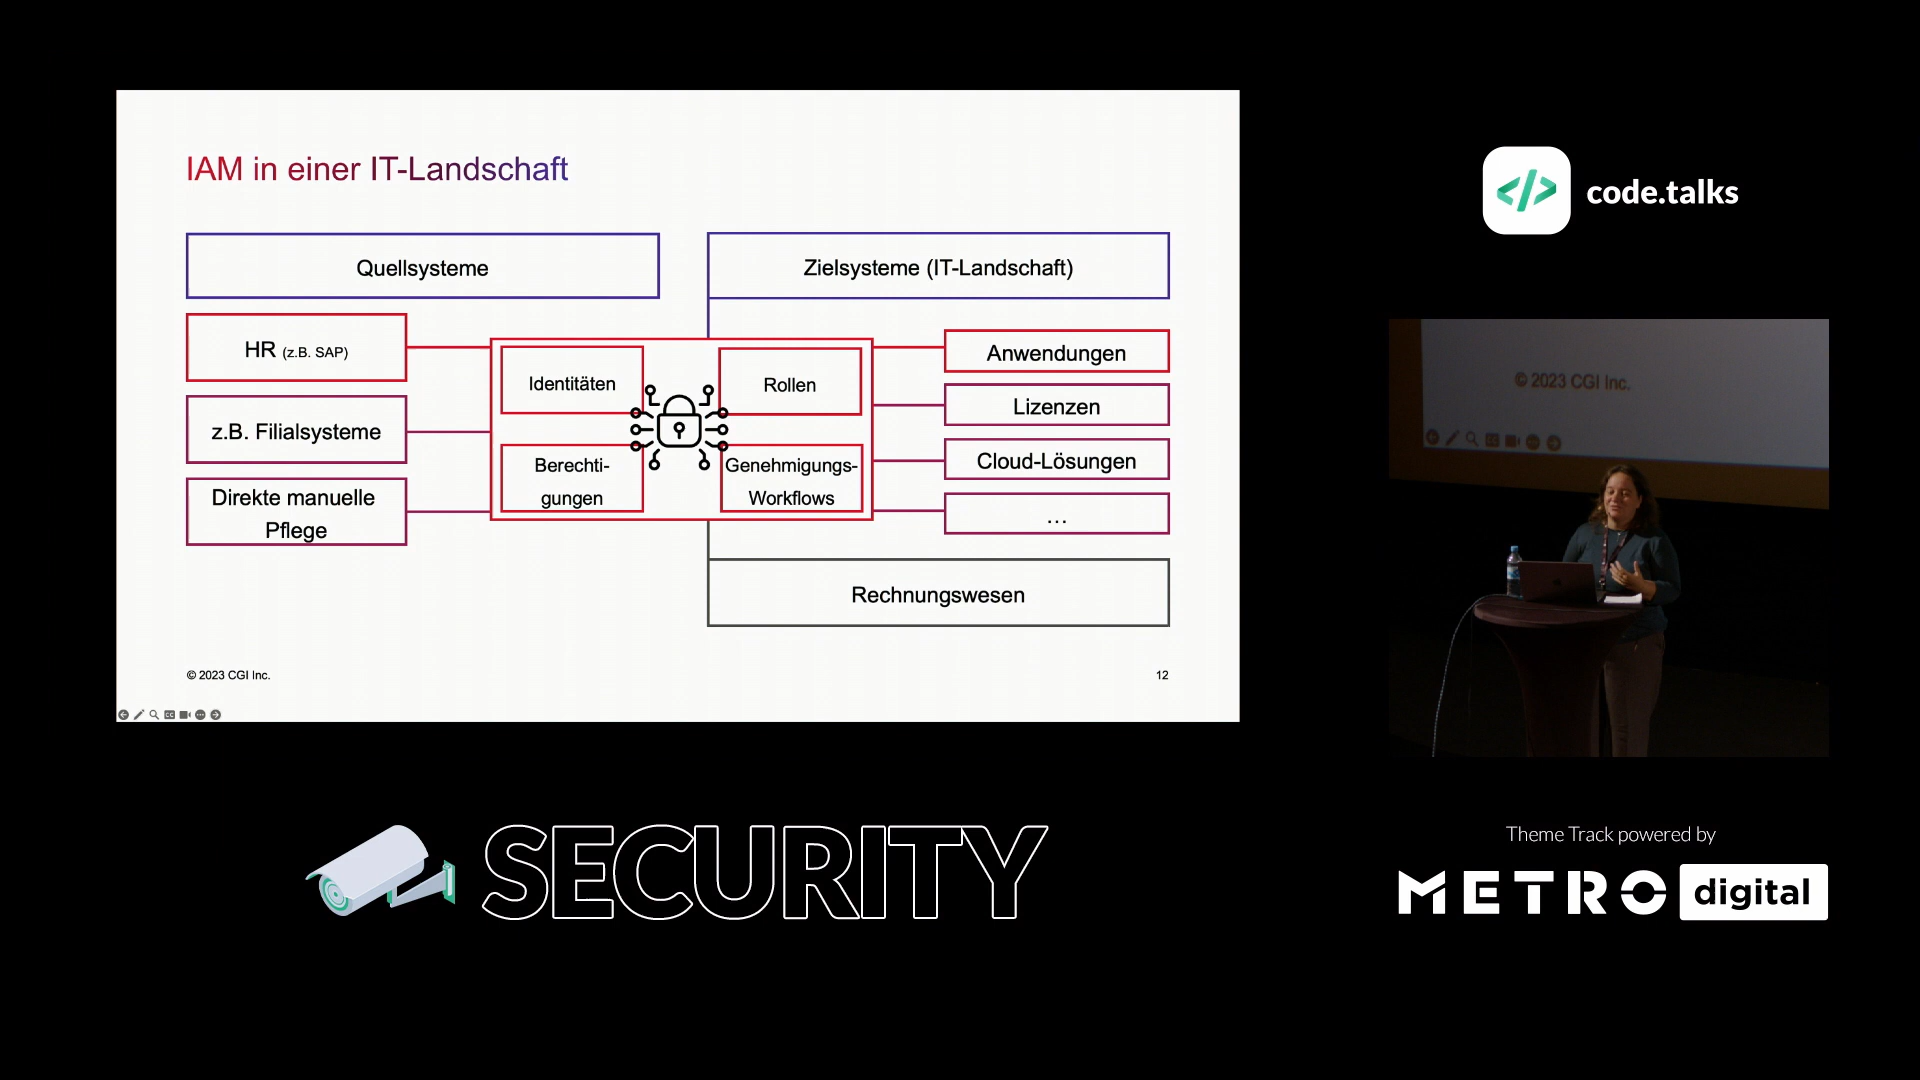 IAM in einer IT-Landschaft
Quellsysteme
Zielsysteme (IT-Landschaft)
HR (z.B. SAP)
z.B. Filialsysteme
Direkte manuelle
Pflege
Identitäten
Rollen
Berechti-
gungen
Genehmigungs-
Workflows
Anwendungen
Lizenzen
Cloud-Lösungen
...
Rechnungswesen
© 2023 CGI Inc.
12
</> code.talks
© 2023 CGI Inc.
SECURITY
Theme Track powered by
METRO digital